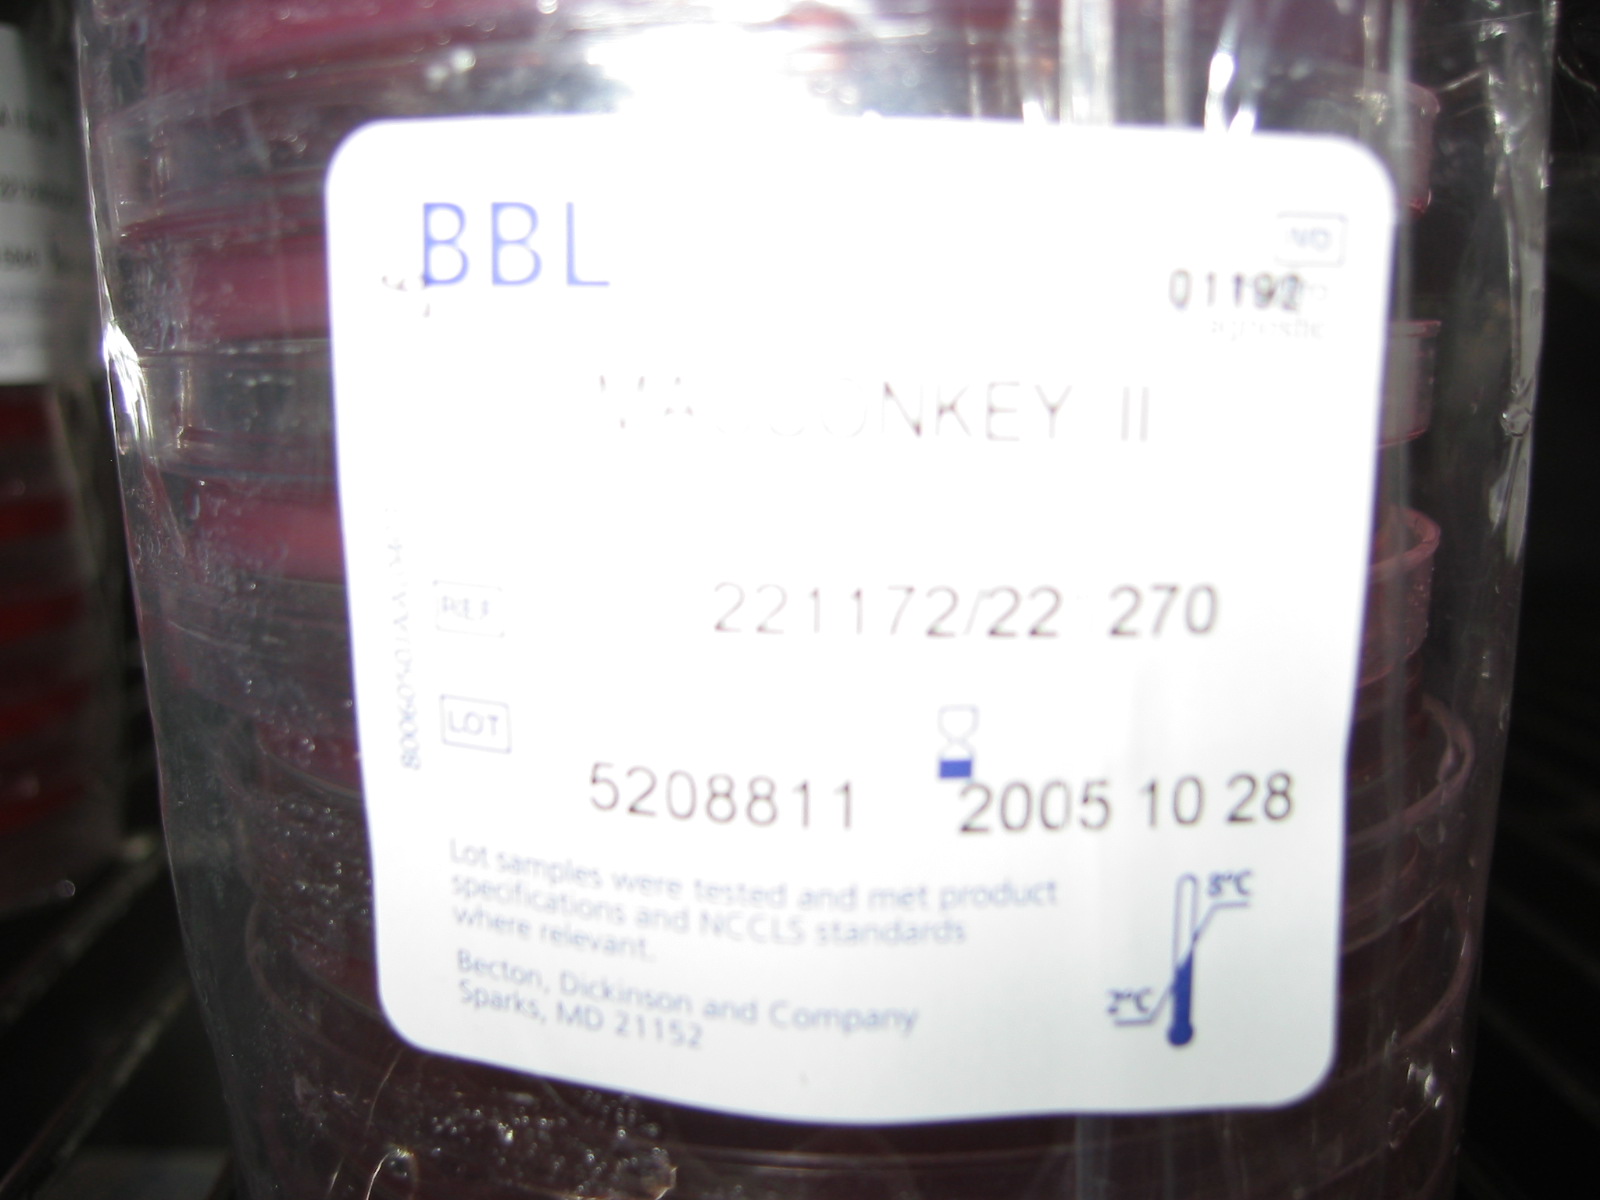 BBL
IVD
01192
MACCONKEY II
REF
221172/22 270
LOT
5208811
2005 10 28
Lot samples were tested and met product
specifications and NCCLS standards
where relevant.
8°C
2°C
Becton, Dickinson and Company
Sparks, MD 21152